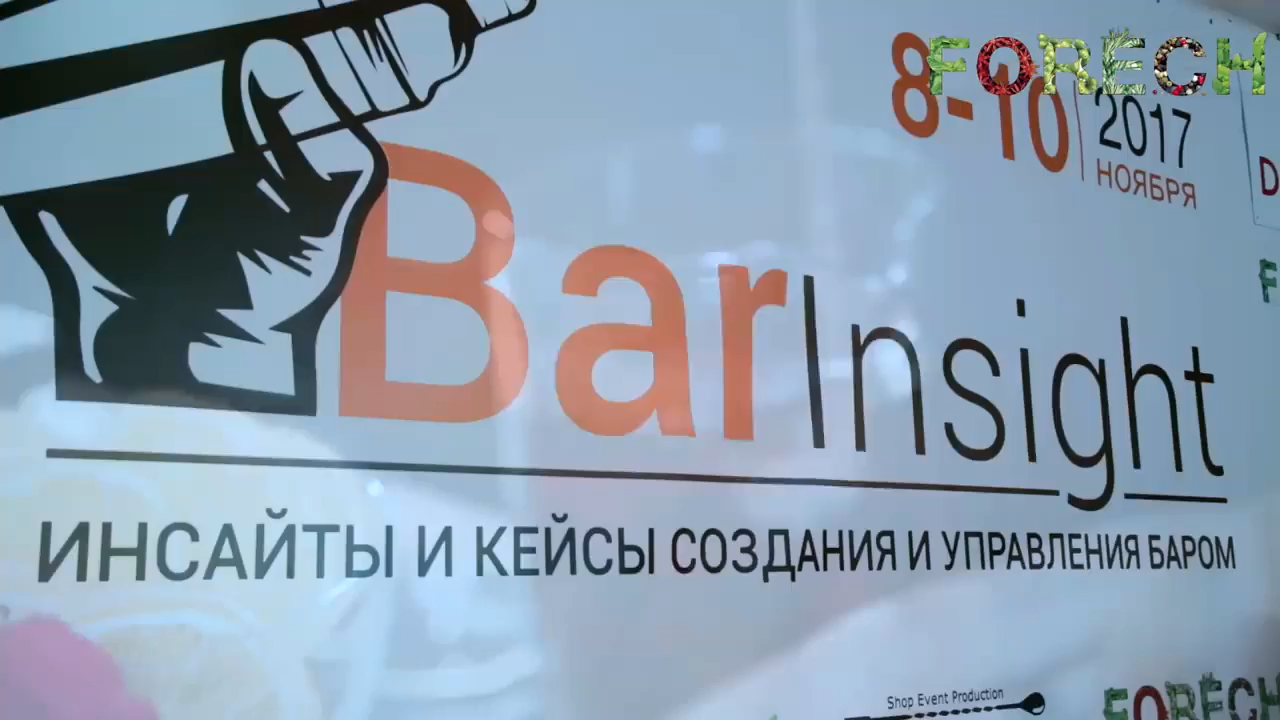 FORECH
8-10
2017
НОЯБРЯ
BarInsight
ИНСАЙТЫ И КЕЙСЫ СОЗДАНИЯ И УПРАВЛЕНИЯ БАРОМ
Shop Event Production
FORECH